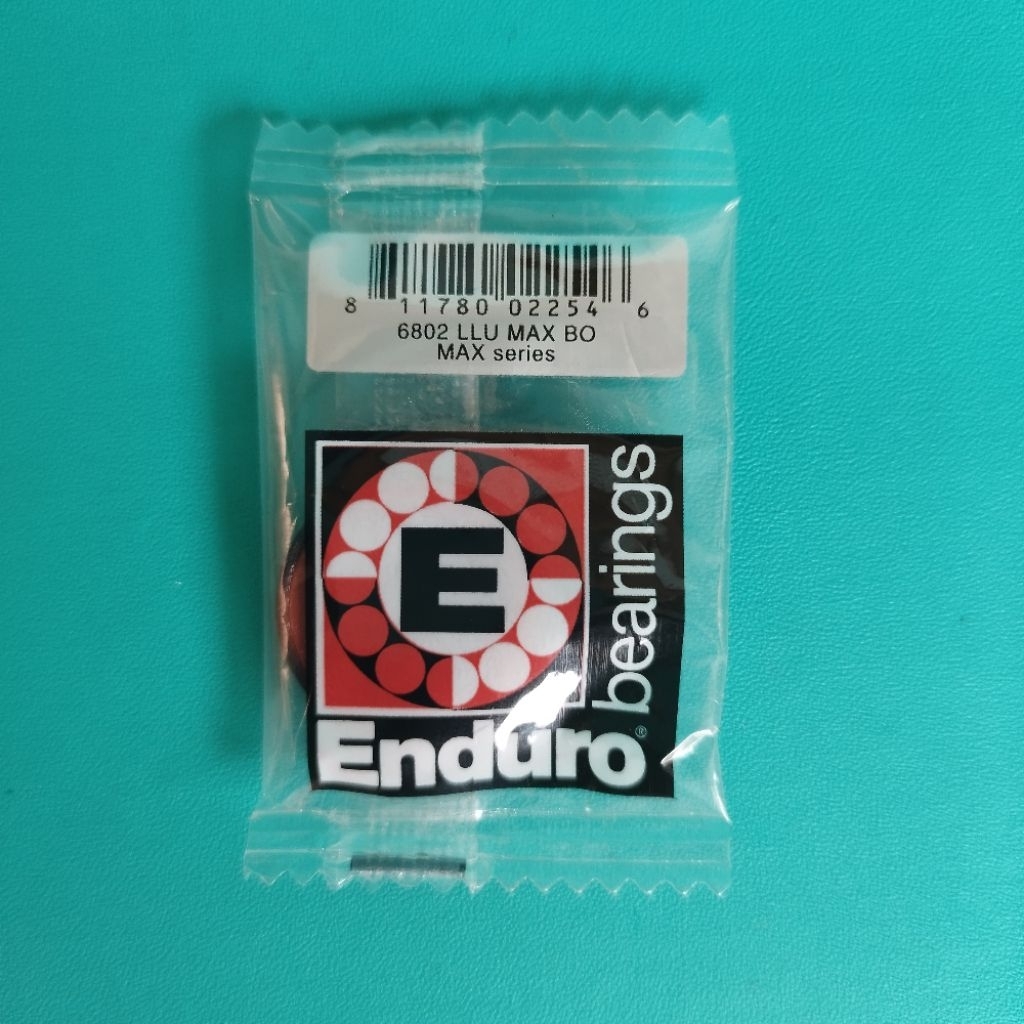 8 11780 02254 6
6802 LLU MAX BO
MAX series
E
bearings
Enduro®